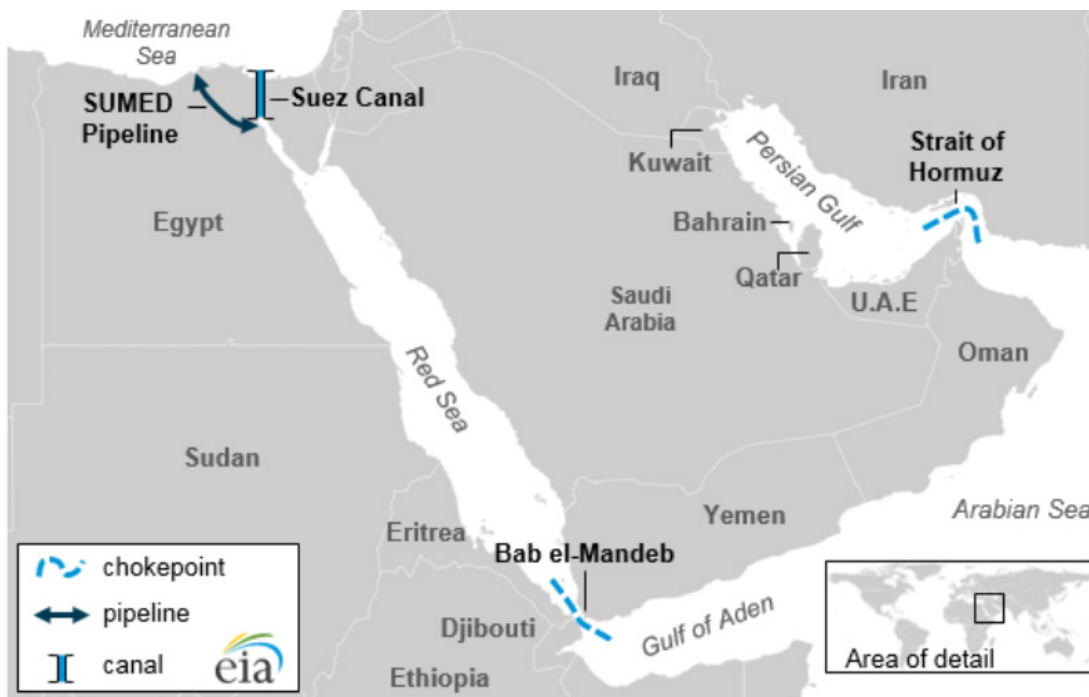 Mediterranean
Sea
SUMED
Pipeline
Suez Canal
Iraq
Iran
Kuwait
Persian Gulf
Strait of
Hormuz
Egypt
Bahrain
Qatar
Saudi
Arabia
U.A.E
Oman
Red Sea
Sudan
Eritrea
Yemen
Arabian Sea
Bab el-Mandeb
Djibouti
Gulf of Aden
Ethiopia
chokepoint
pipeline
canal
eia
Area of detail